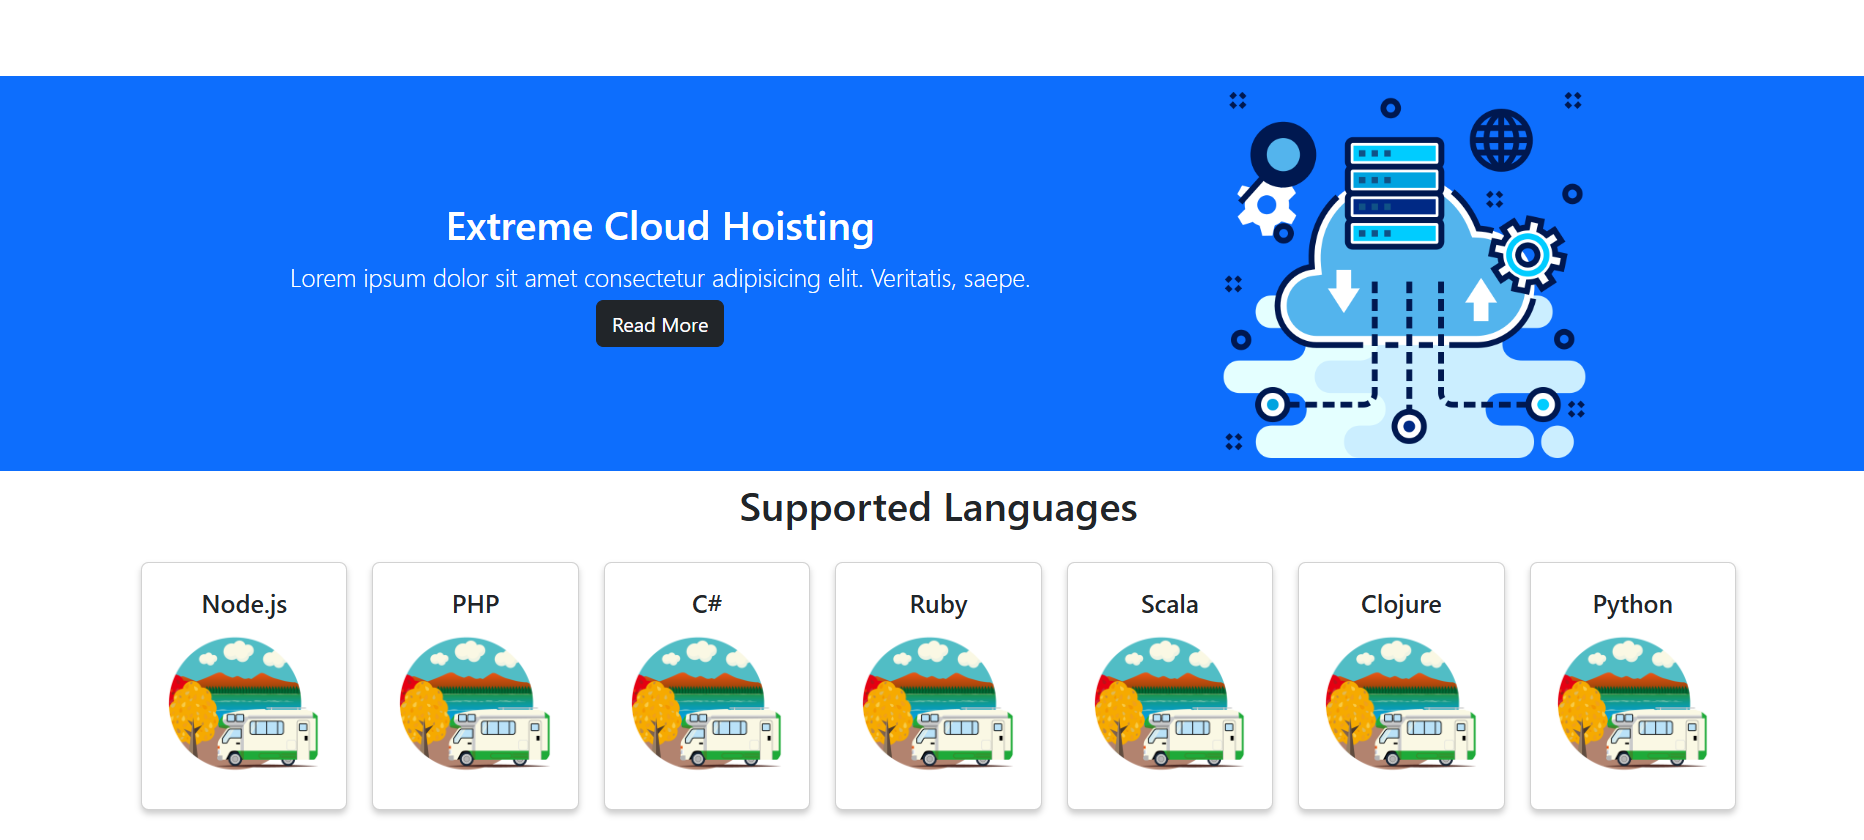 Extreme Cloud Hoisting
Lorem ipsum dolor sit amet consectetur adipisicing elit. Veritatis, saepe.
Read More
Supported Languages
Node.js
PHP
C#
Ruby
Scala
Clojure
Python